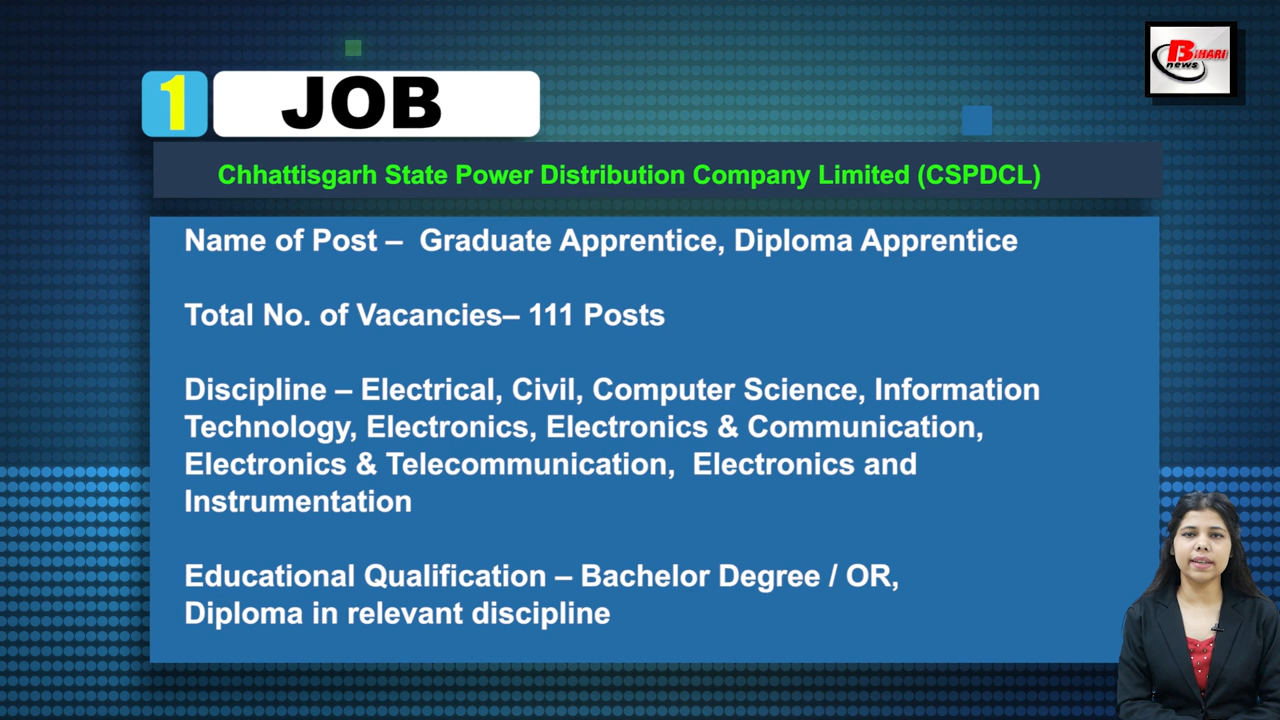 BIHARI
news
1 JOB
Chhattisgarh State Power Distribution Company Limited (CSPDCL)
Name of Post – Graduate Apprentice, Diploma Apprentice
Total No. of Vacancies– 111 Posts
Discipline – Electrical, Civil, Computer Science, Information
Technology, Electronics, Electronics & Communication,
Electronics & Telecommunication, Electronics and
Instrumentation
Educational Qualification – Bachelor Degree / OR,
Diploma in relevant discipline